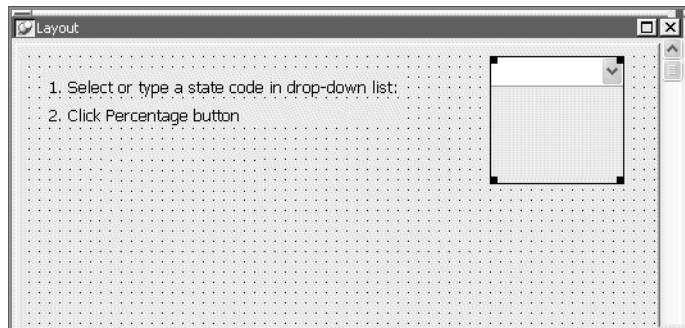 Layout
1. Select or type a state code in drop-down list:
2. Click Percentage button